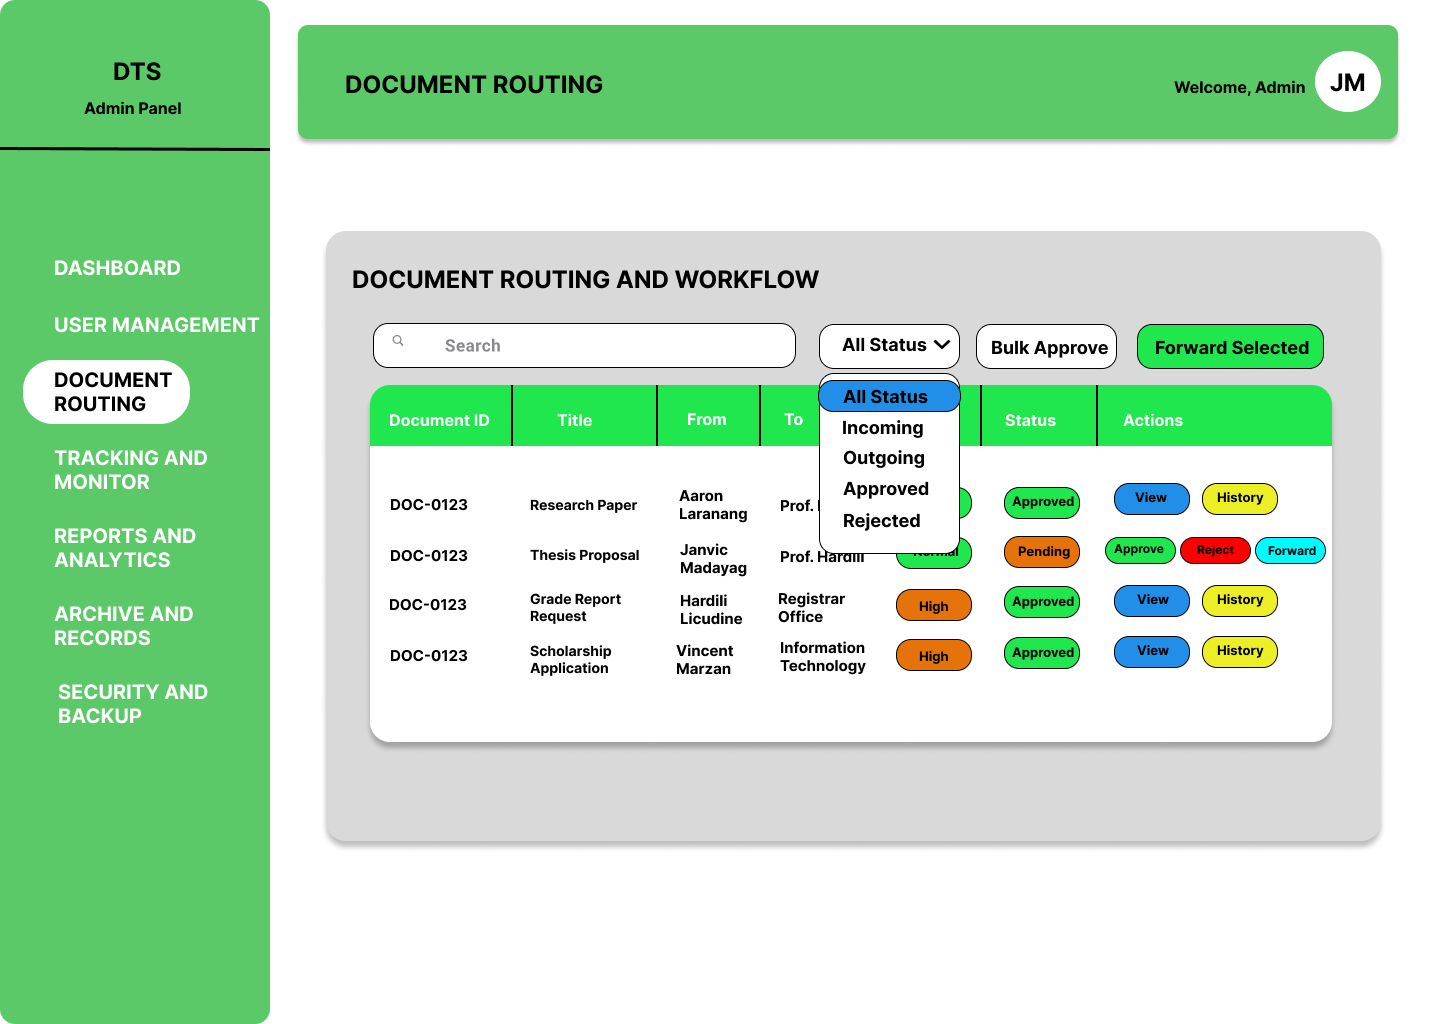 DTS
Admin Panel
DASHBOARD
USER MANAGEMENT
DOCUMENT
ROUTING
TRACKING AND
MONITOR
REPORTS AND
ANALYTICS
ARCHIVE AND
RECORDS
SECURITY AND
BACKUP
DOCUMENT ROUTING
Welcome, Admin
JM
DOCUMENT ROUTING AND WORKFLOW
Search
All Status
Bulk Approve
Forward Selected
All Status
Incoming
Outgoing
Approved
Rejected
Document ID Title From To Status Actions
DOC-0123 Research Paper Aaron
Laranang Prof. Approved View History
DOC-0123 Thesis Proposal Janvic
Madayag Prof. Hardili Normal Pending Approve Reject Forward
DOC-0123 Grade Report
Request Hardili
Licudine Registrar
Office High Approved View History
DOC-0123 Scholarship
Application Vincent
Marzan Information
Technology High Approved View History